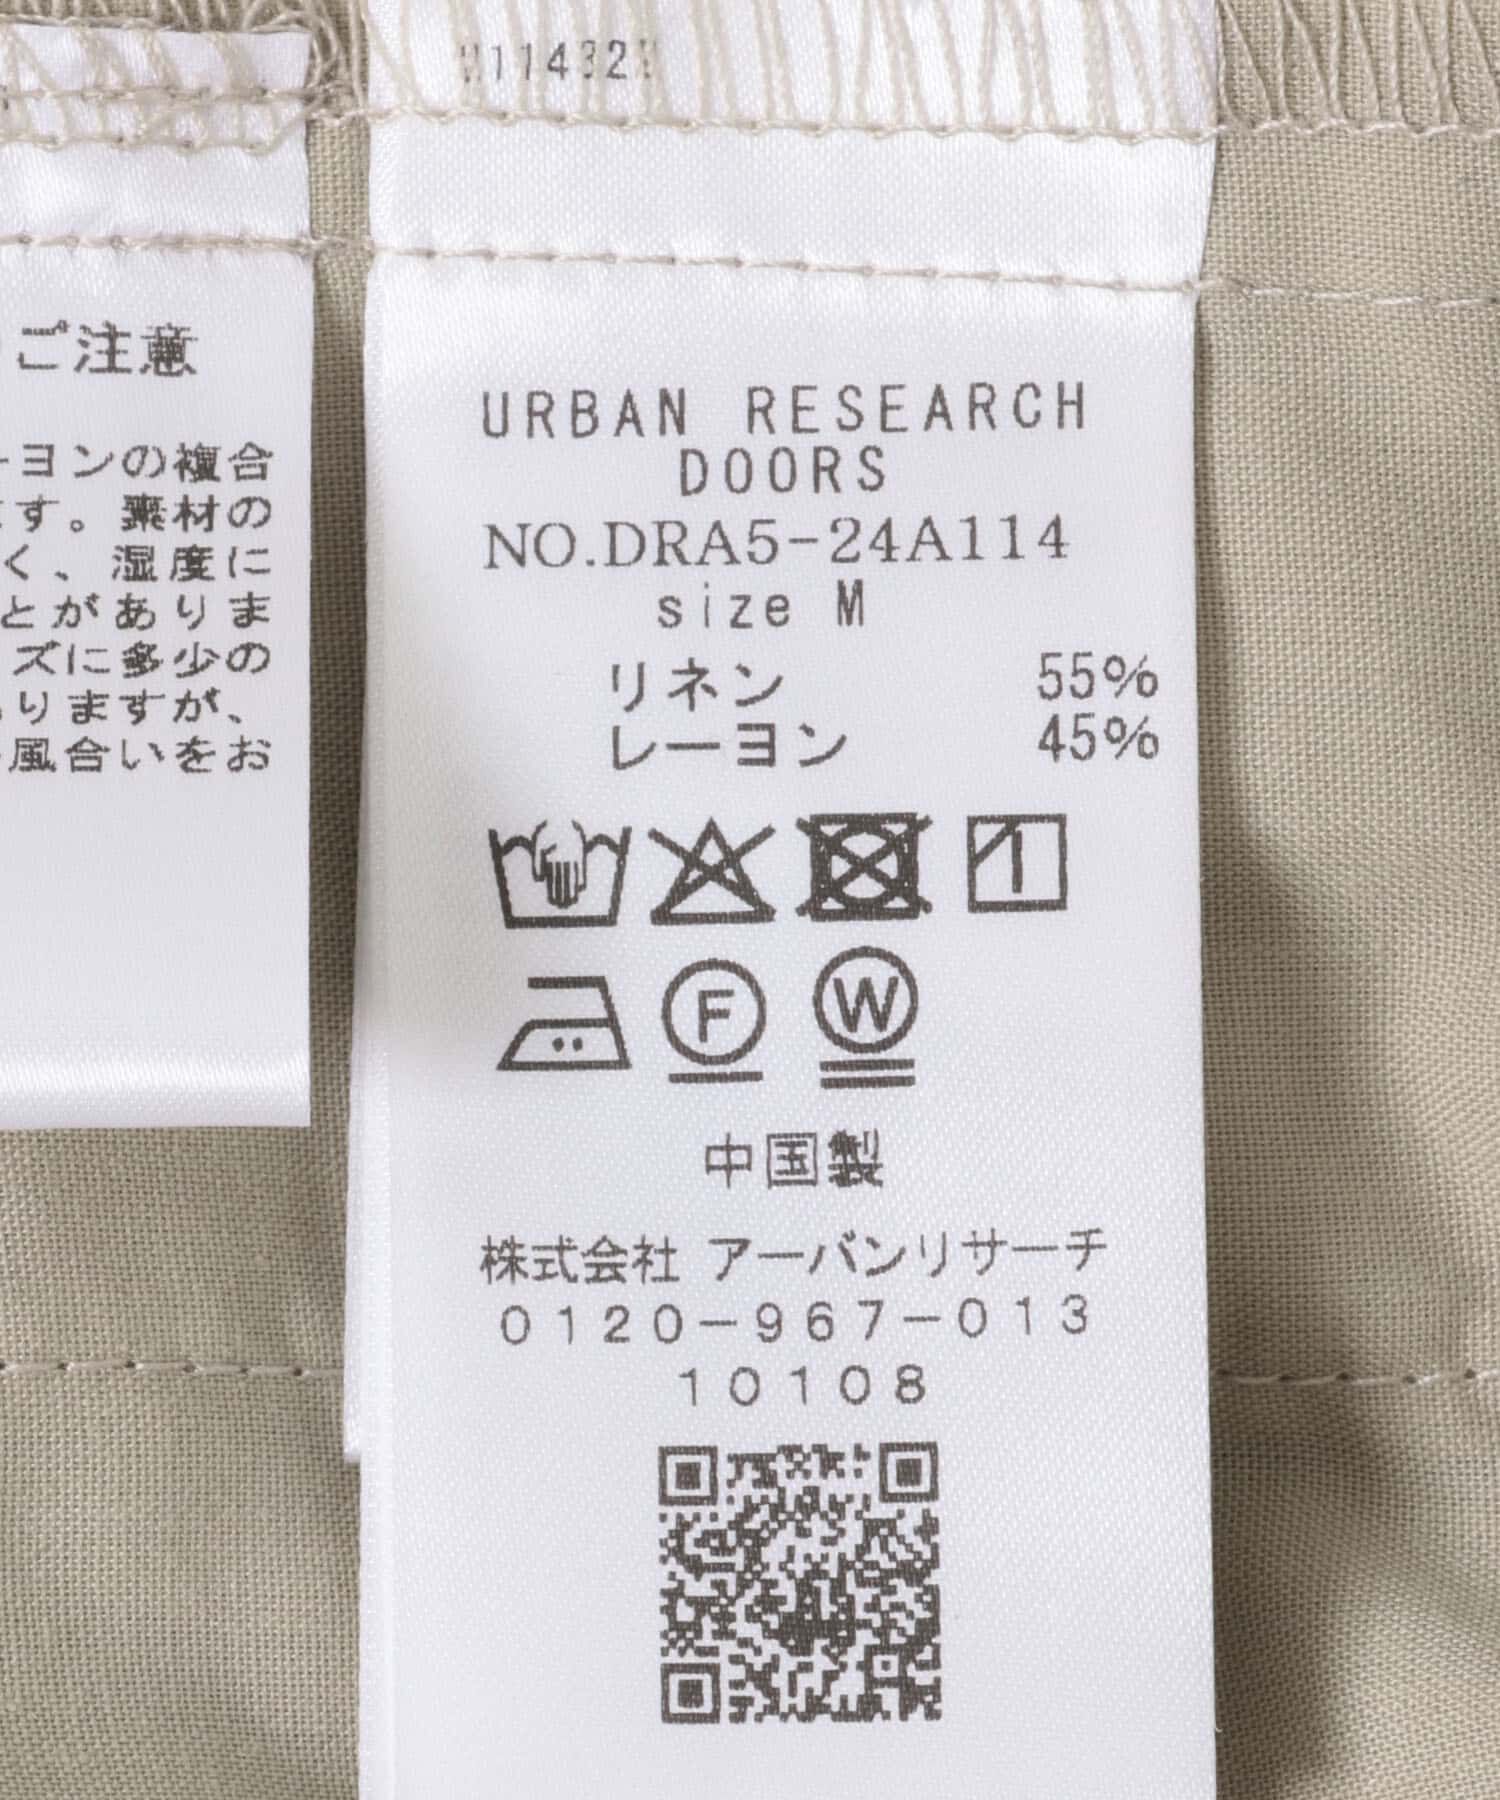 ご注意
ーヨンの複合
ます。素材の
く、湿度に
とがありま
ズに多少の
りますが、
風合いをお
URBAN RESEARCH
DOORS
NO.DRA5-24A114
size M
リネン 55%
レーヨン 45%
F W
中国製
株式会社 アーバンリサーチ
0120-967-013
10108